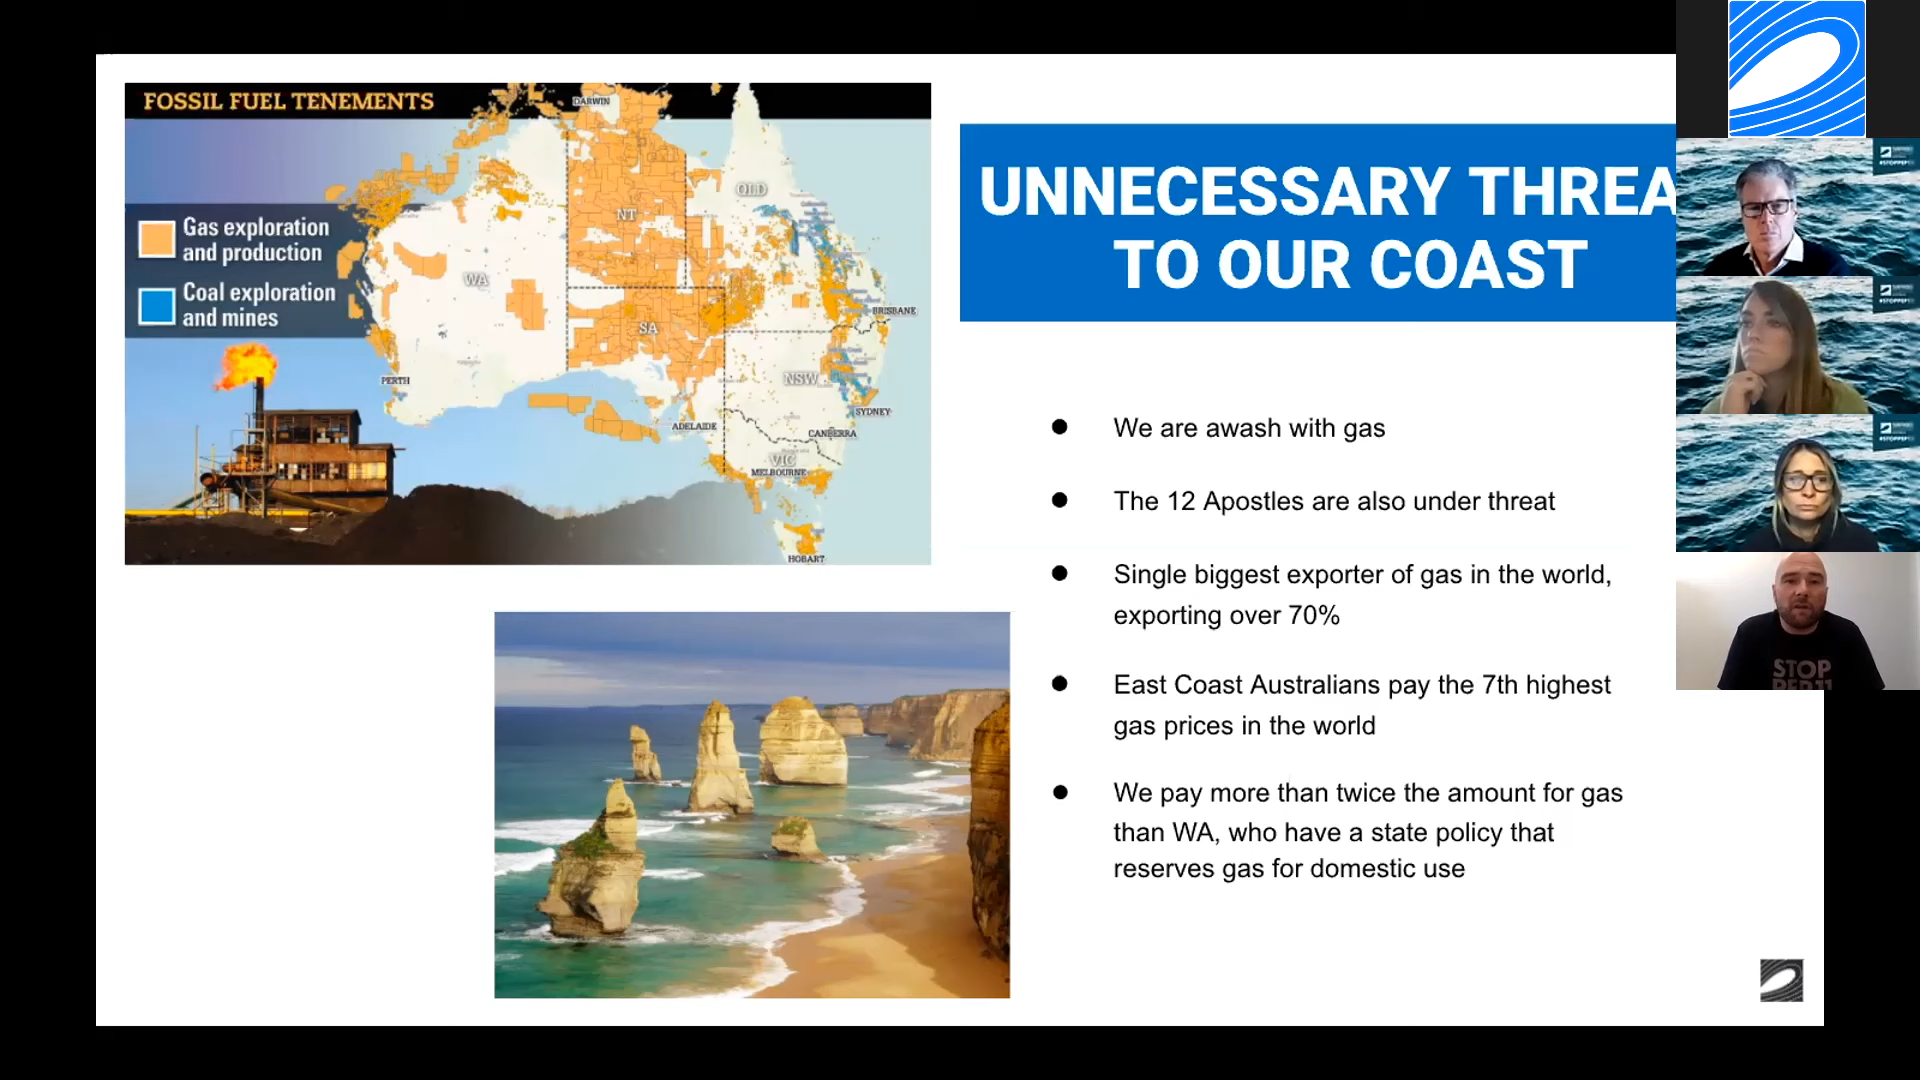 FOSSIL FUEL TENEMENTS
Gas exploration
and production
Coal exploration
and mines
DARWIN
QLD
NT
WA
SA
BRISBANE
PERTH
NSW
SYDNEY
ADELAIDE
CANBERRA
VIC
MELBOURNE
HOBART
UNNECESSARY THREA
TO OUR COAST
● We are awash with gas
● The 12 Apostles are also under threat
● Single biggest exporter of gas in the world,
exporting over 70%
● East Coast Australians pay the 7th highest
gas prices in the world
● We pay more than twice the amount for gas
than WA, who have a state policy that
reserves gas for domestic use
STOP
PEP11